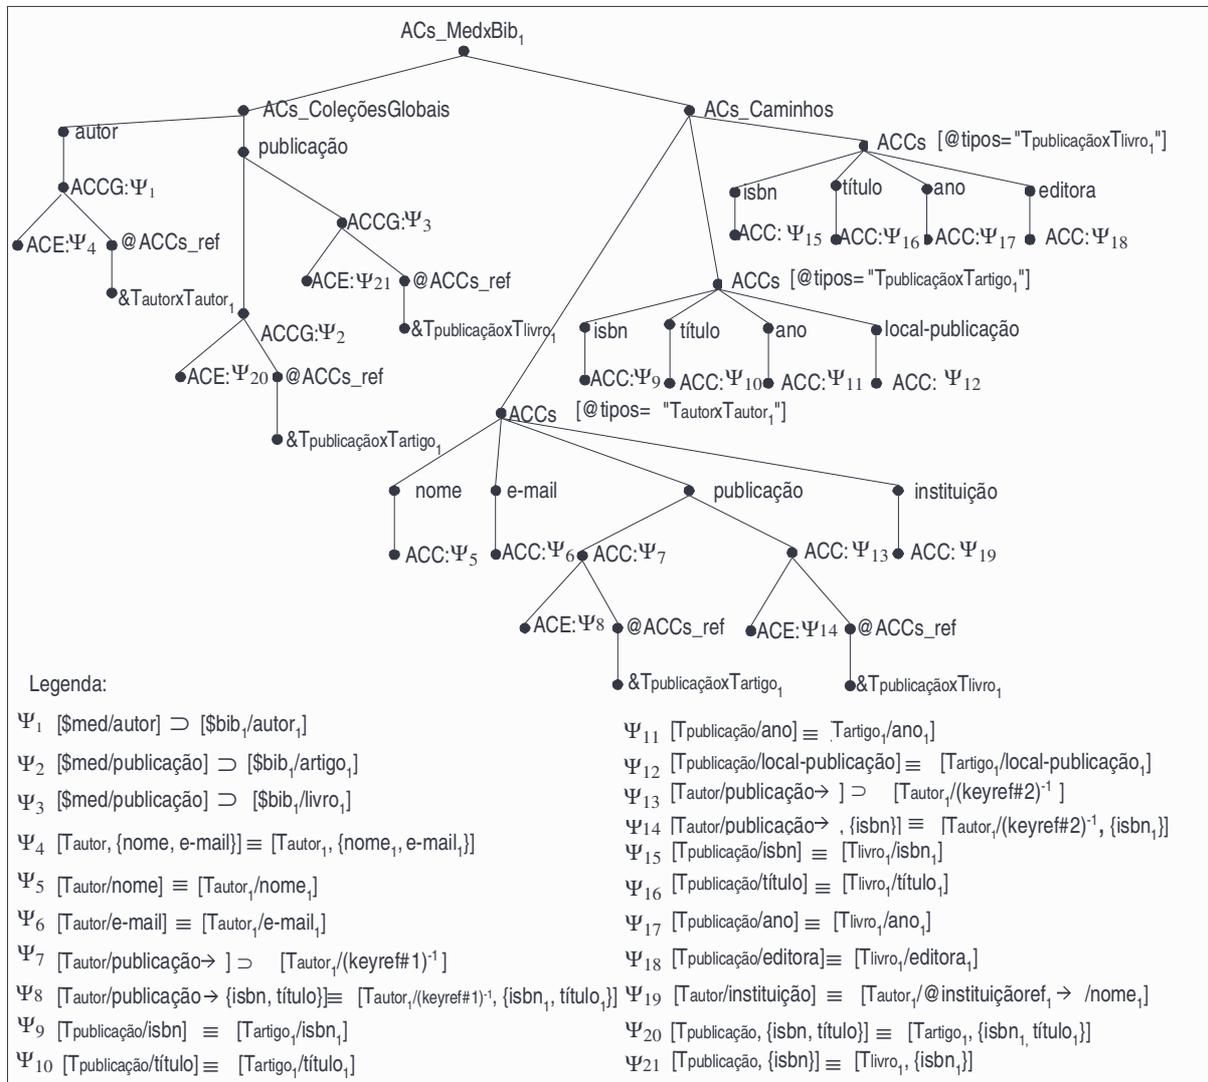 ACs_MedxBib1
ACs_ColeçõesGlobais
ACs_Caminhos
autor
publicação
ACCs [@tipos= "TpublicaçãoxTlivro1"]
ACCG:Ψ1
ACCG:Ψ3
isbn
título
ano
editora
ACE:Ψ4
@ACCs_ref
ACC: Ψ15
ACC:Ψ16
ACC:Ψ17
ACC:Ψ18
ACE:Ψ21
@ACCs_ref
ACCs [@tipos= "TpublicaçãoxTartigo1"]
&TautorxTautor1
ACCG:Ψ2
&TpublicaçãoxTlivro1
isbn
título
ano
local-publicação
ACE:Ψ20
@ACCs_ref
ACC:Ψ9
ACC:Ψ10
ACC:Ψ11
ACC: Ψ12
ACCs [@tipos= "TautorxTautor1"]
&TpublicaçãoxTartigo1
nome
e-mail
publicação
instituição
ACC:Ψ5
ACC:Ψ6
ACC:Ψ7
ACC:Ψ13
ACC: Ψ19
ACE:Ψ8
@ACCs_ref
ACE:Ψ14
@ACCs_ref
&TpublicaçãoxTartigo1
&TpublicaçãoxTlivro1
Legenda:
Ψ1 [$med/autor] ⊃ [$bib1/autor1]
Ψ2 [$med/publicação] ⊃ [$bib1/artigo1]
Ψ3 [$med/publicação] ⊃ [$bib1/livro1]
Ψ4 [Tautor, {nome, e-mail}] ≡ [Tautor1, {nome1, e-mail1}]
Ψ5 [Tautor/nome] ≡ [Tautor1/nome1]
Ψ6 [Tautor/e-mail] ≡ [Tautor1/e-mail1]
Ψ7 [Tautor/publicação→ ] ⊃ [Tautor1/(keyref#1)-1 ]
Ψ8 [Tautor/publicação→ {isbn, título}]≡ [Tautor1/(keyref#1)-1, {isbn1, título1}]
Ψ9 [Tpublicação/isbn] ≡ [Tartigo1/isbn1]
Ψ10 [Tpublicação/título] ≡ [Tartigo1/título1]
Ψ11 [Tpublicação/ano] ≡ Tartigo1/ano1]
Ψ12 [Tpublicação/local-publicação] ≡ [Tartigo1/local-publicação1]
Ψ13 [Tautor/publicação→ ] ⊃ [Tautor1/(keyref#2)-1 ]
Ψ14 [Tautor/publicação→ , {isbn}] ≡ [Tautor1/(keyref#2)-1, {isbn1}]
Ψ15 [Tpublicação/isbn] ≡ [Tlivro1/isbn1]
Ψ16 [Tpublicação/título] ≡ [Tlivro1/título1]
Ψ17 [Tpublicação/ano] ≡ [Tlivro1/ano1]
Ψ18 [Tpublicação/editora]≡ [Tlivro1/editora1]
Ψ19 [Tautor/instituição] ≡ [Tautor1/@instituiçãoref1→ /nome1]
Ψ20 [Tpublicação, {isbn, título}] ≡ [Tartigo1, {isbn1, título1}]
Ψ21 [Tpublicação, {isbn}] ≡ [Tlivro1, {isbn1}]